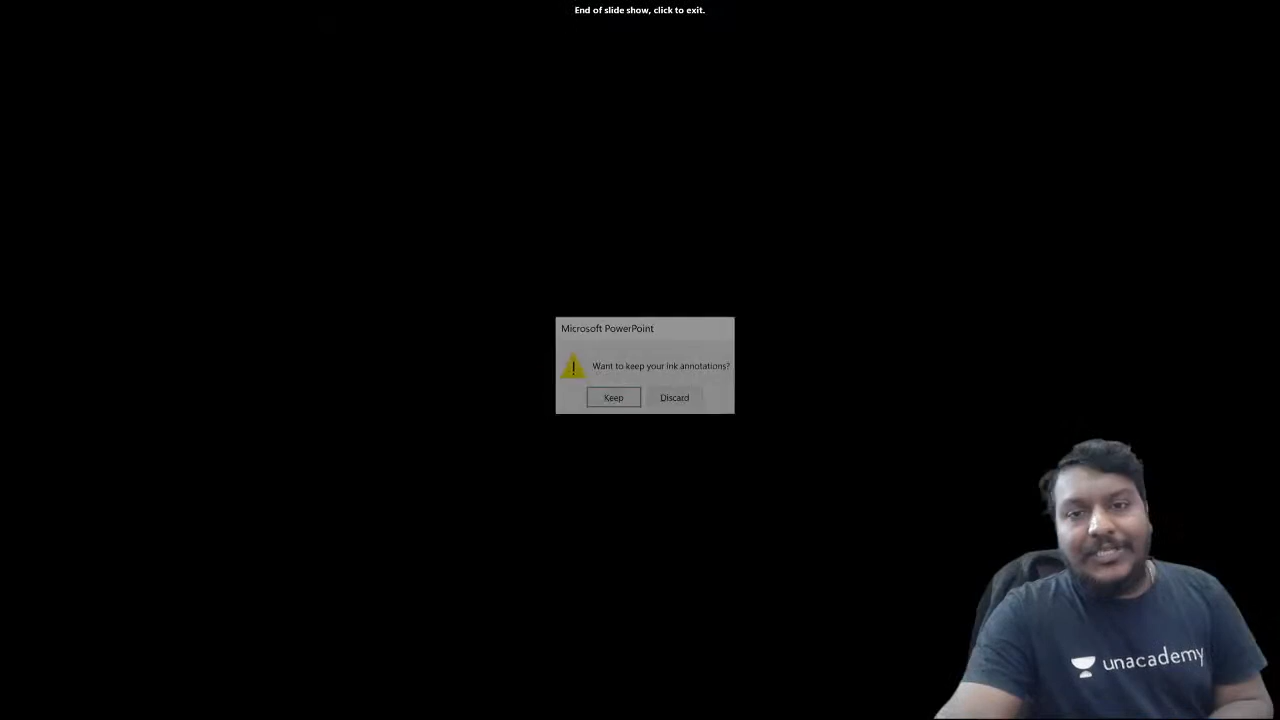 End of slide show, click to exit.
Microsoft PowerPoint
Want to keep your ink annotations?
Keep
Discard
unacademy